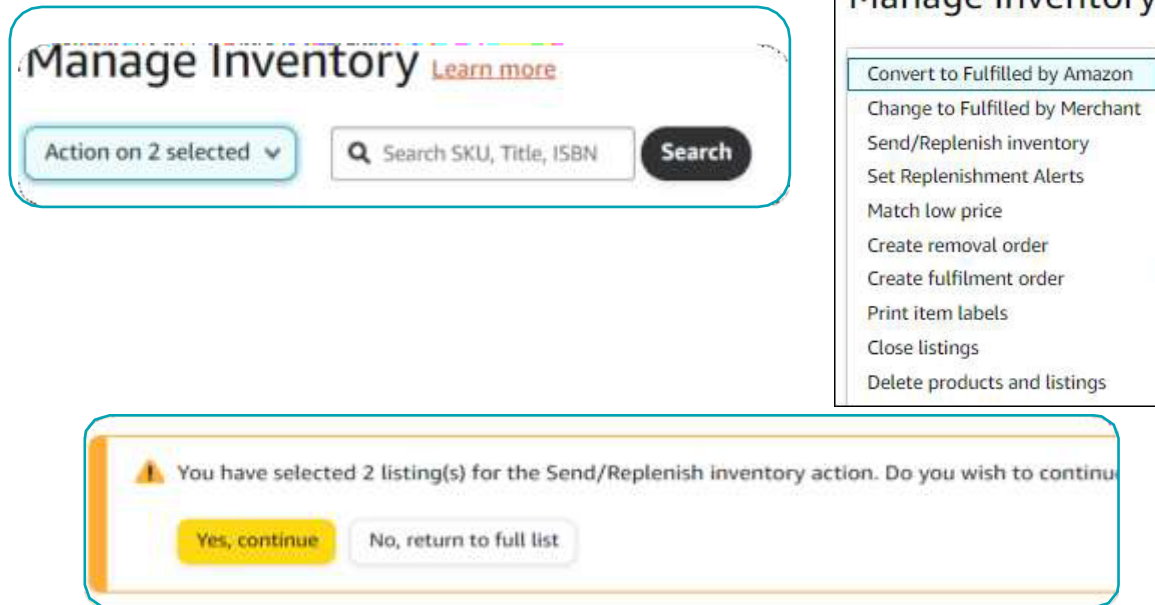 Manage Inventory Learn more
Action on 2 selected
Search SKU, Title, ISBN
Search
Manage Inventory
Convert to Fulfilled by Amazon
Change to Fulfilled by Merchant
Send/Replenish inventory
Set Replenishment Alerts
Match low price
Create removal order
Create fulfilment order
Print item labels
Close listings
Delete products and listings
You have selected 2 listing(s) for the Send/Replenish inventory action. Do you wish to continu
Yes, continue
No, return to full list